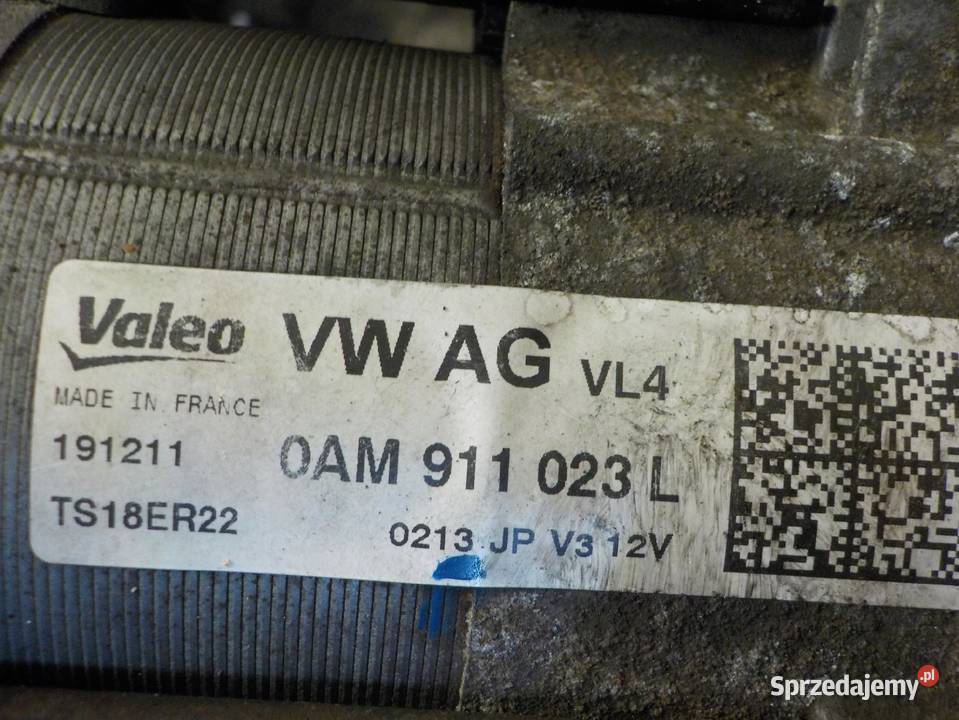 Valeo VW AG VL4
MADE IN FRANCE
191211 0AM 911 023 L
TS18ER22 0213 JP V3 12V
Sprzedajemy.pl